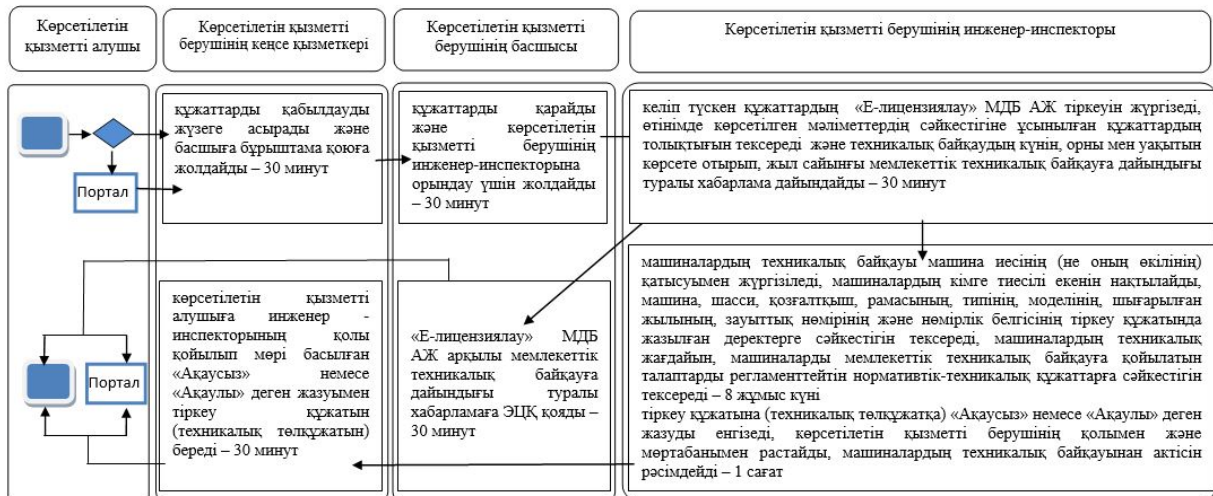 Көрсетілетін
қызметті алушы
Көрсетілетін қызметті
берушінің кеңсе қызметкері
Көрсетілетін қызметті
берушінің басшысы
Көрсетілетін қызметті берушінің инженер-инспекторы
Портал
құжаттарды қабылдауды
жүзеге асырады және
басшыға бұрыштама қоюға
жолдайды – 30 минут
құжаттарды қарайды
және көрсетілетін
қызметті берушінің
инженер-инспекторына
орындау үшін жолдайды
– 30 минут
келіп түскен құжаттардың «Е-лицензиялау» МДБ АЖ тіркеуін жүргізеді,
өтінімде көрсетілген мәліметтердің сәйкестігіне ұсынылған құжаттардың
толықтығын тексереді және техникалық байқаудың күнін, орны мен уақытын
көрсете отырып, жыл сайынғы мемлекеттік техникалық байқауға дайындығы
туралы хабарлама дайындайды – 30 минут
Портал
көрсетілетін қызметті
алушыға инженер -
инспекторының қолы
қойылып мөрі басылған
«Ақаусыз» немесе
«Ақаулы» деген жазуымен
тіркеу құжатын
(техникалық төлқұжатын)
береді – 30 минут
«Е-лицензиялау» МДБ
АЖ арқылы мемлекеттік
техникалық байқауға
дайындығы туралы
хабарламаға ЭЦҚ қояды –
30 минут
машиналардың техникалық байқауы машина иесінің (не оның өкілінің)
қатысуымен жүргізіледі, машиналардың кімге тиесілі екенін нақтылайды,
машина, шасси, қозғалтқыш, рамасының, типінің, моделінің, шығарылған
жылының, зауыттық нөмірінің және нөмірлік белгісінің тіркеу құжатында
жазылған деректерге сәйкестігін тексереді, машиналардың техникалық
жағдайын, машиналарды мемлекеттік техникалық байқауға қойылатын
талаптарды регламенттейтін нормативтік-техникалық құжаттарға сәйкестігін
тексереді – 8 жұмыс күні
тіркеу құжатына (техникалық төлқұжатқа) «Ақаусыз» немесе «Ақаулы» деген
жазуды енгізеді, көрсетілетін қызметті берушінің қолымен және
мөртабанымен растайды, машиналардың техникалық байқауынан актісін
рәсімдейді – 1 сағат